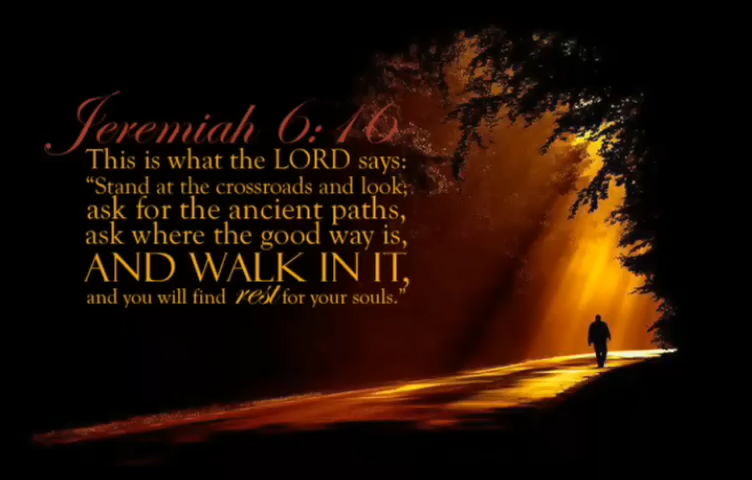 Jeremiah 6:16
This is what the LORD says:
“Stand at the crossroads and look;
ask for the ancient paths,
ask where the good way is,
AND WALK IN IT,
and you will find rest for your souls.”